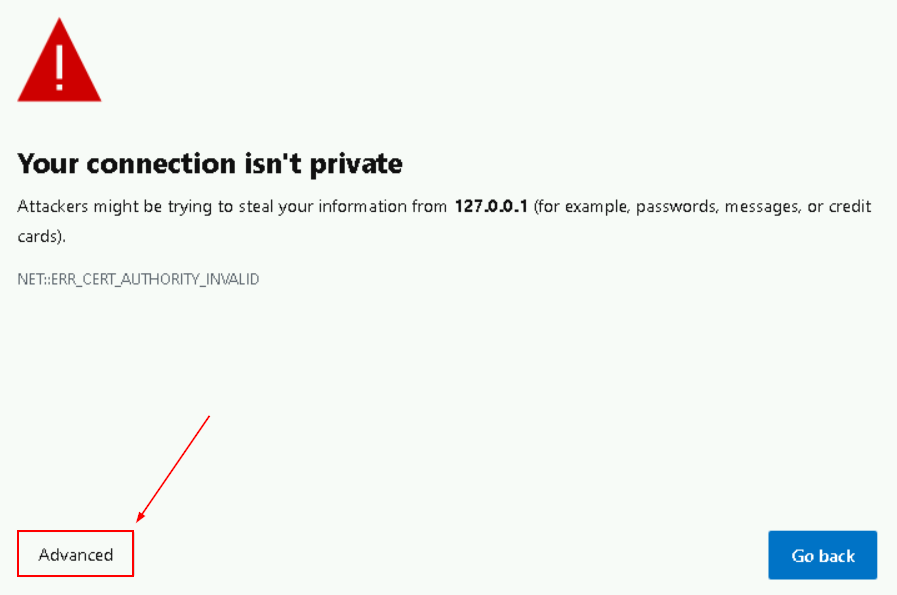 Your connection isn't private
Attackers might be trying to steal your information from 127.0.0.1 (for example, passwords, messages, or credit
cards).
NET::ERR_CERT_AUTHORITY_INVALID
Advanced
Go back